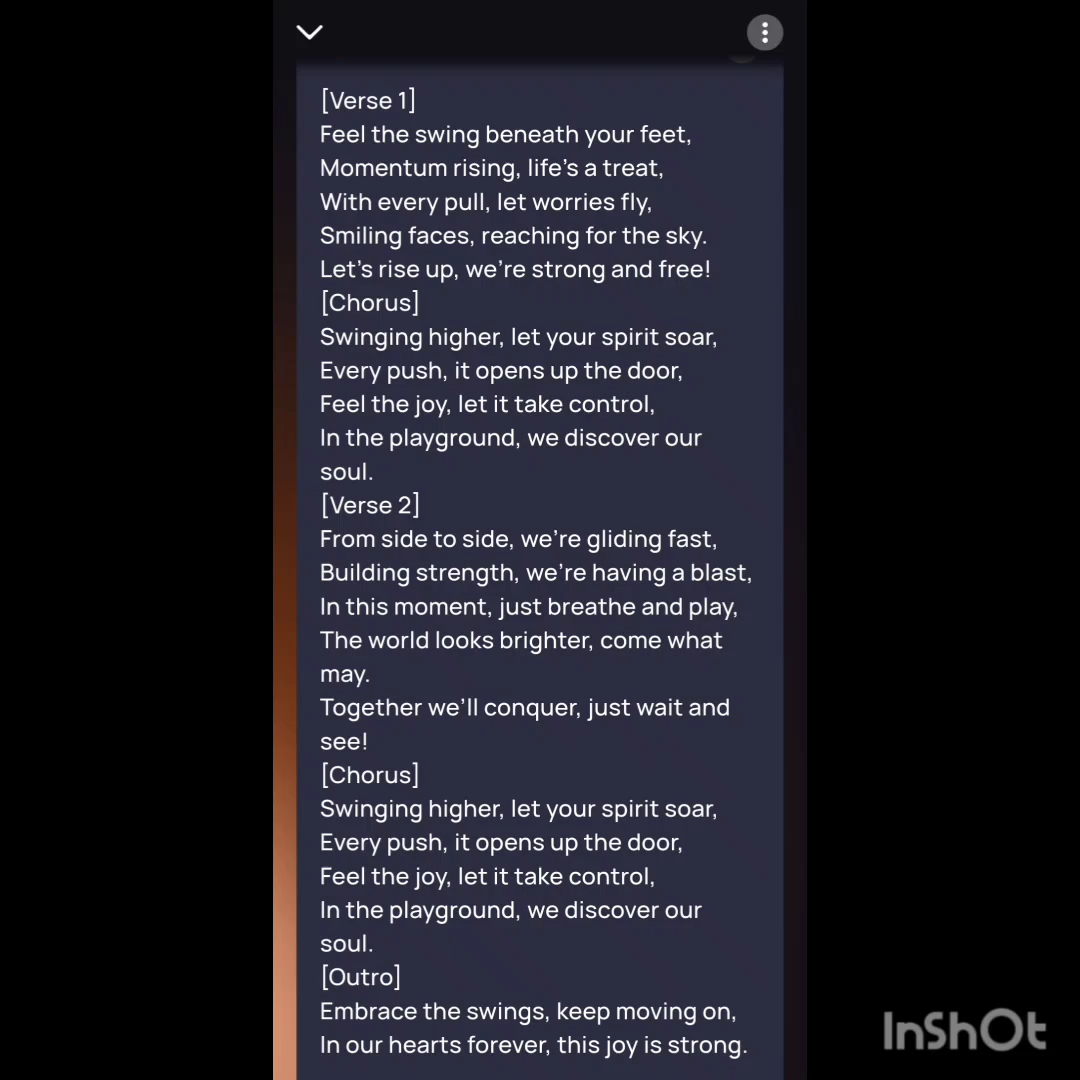 [Verse 1]
Feel the swing beneath your feet,
Momentum rising, life's a treat,
With every pull, let worries fly,
Smiling faces, reaching for the sky.
Let's rise up, we're strong and free!
[Chorus]
Swinging higher, let your spirit soar,
Every push, it opens up the door,
Feel the joy, let it take control,
In the playground, we discover our
soul.
[Verse 2]
From side to side, we're gliding fast,
Building strength, we're having a blast,
In this moment, just breathe and play,
The world looks brighter, come what
may.
Together we'll conquer, just wait and
see!
[Chorus]
Swinging higher, let your spirit soar,
Every push, it opens up the door,
Feel the joy, let it take control,
In the playground, we discover our
soul.
[Outro]
Embrace the swings, keep moving on,
In our hearts forever, this joy is strong.
InShOt